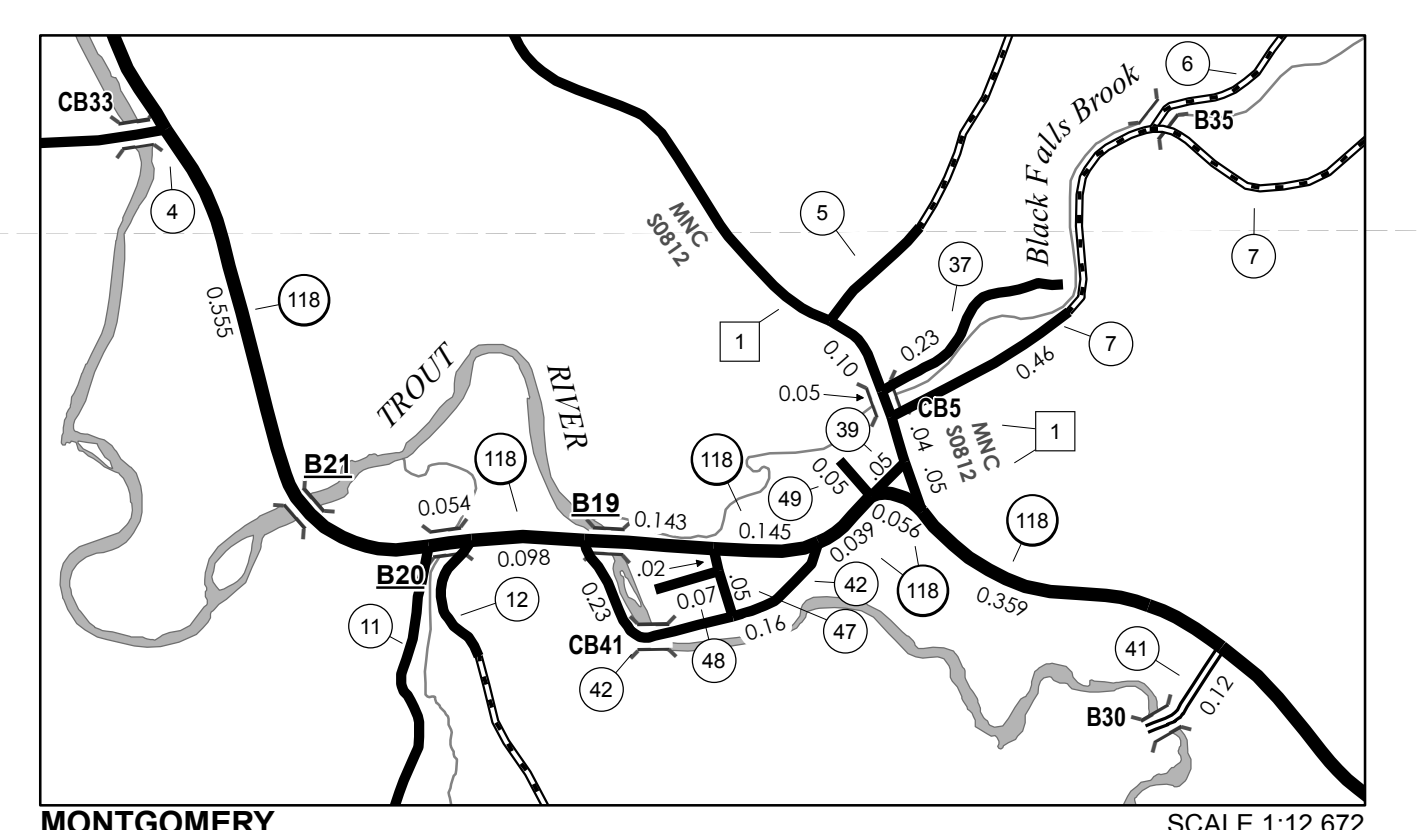 CB33
6
Black Falls Brook
B35
4
MNC
S0812
5
7
37
118
0.555
1
0.10
0.23
0.46
7
TROUT
RIVER
0.05
CB5
39
.04
MNC
S0812
1
B21
118
118
.05
.05
0.05
49
0.054
B19
0.143
0.145
0.056
118
0.039
B20
0.098
.02
.05
42
118
0.359
12
0.23
0.07
11
0.16
47
CB41
48
41
42
0.12
B30
MONTGOMERY
SCALE 1:12,672